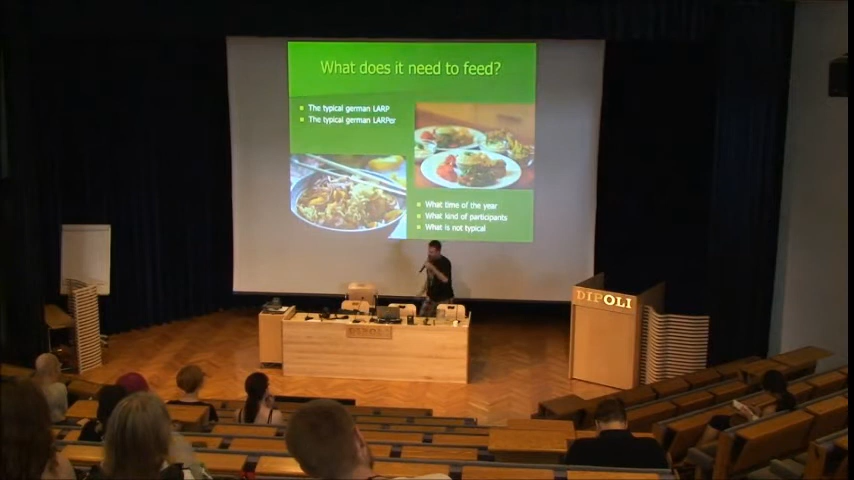 What does it need to feed?
The typical german LARP
The typical german LARPer
What time of the year
What kind of participants
What is not typical
DIPOLI
DIPOLI